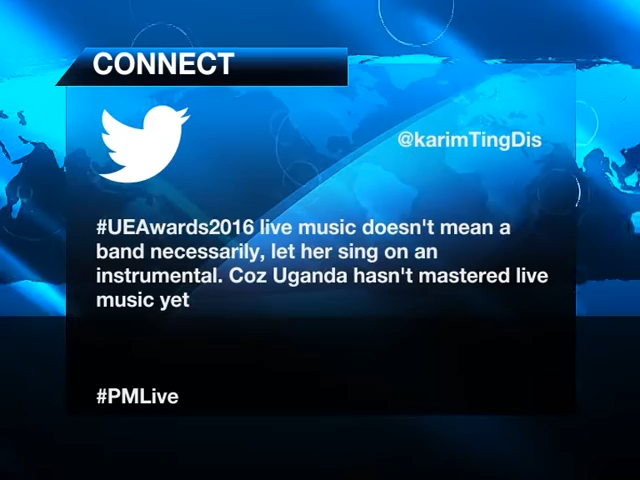 CONNECT
@karimTingDis
#UEAwards2016 live music doesn't mean a
band necessarily, let her sing on an
instrumental. Coz Uganda hasn't mastered live
music yet
#PMLive